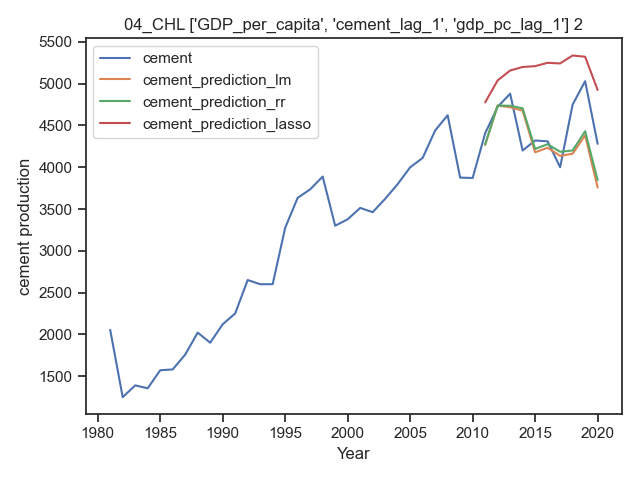 04_CHL ['GDP_per_capita', 'cement_lag_1', 'gdp_pc_lag_1'] 2
cement
cement_prediction_lm
cement_prediction_rr
cement_prediction_lasso
cement production
5500
5000
4500
4000
3500
3000
2500
2000
1500
1980 1985 1990 1995 2000 2005 2010 2015 2020
Year